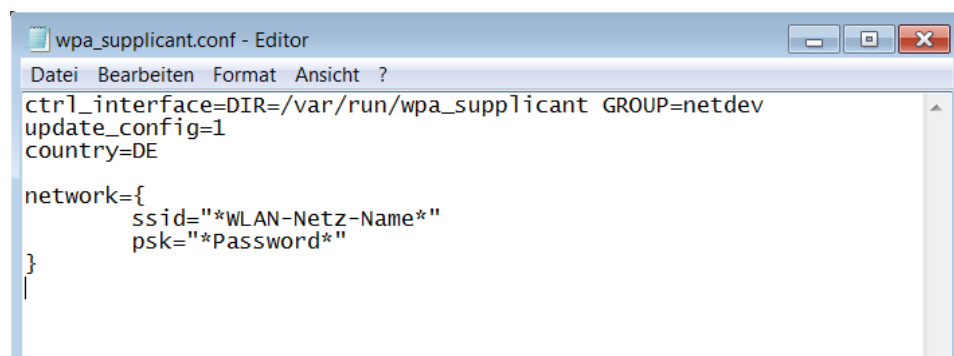 wpa_supplicant.conf - Editor
Datei Bearbeiten Format Ansicht ?
ctrl_interface=DIR=/var/run/wpa_supplicant GROUP=netdev
update_config=1
country=DE

network={
        ssid="*WLAN-Netz-Name*"
        psk="*Password*"
}